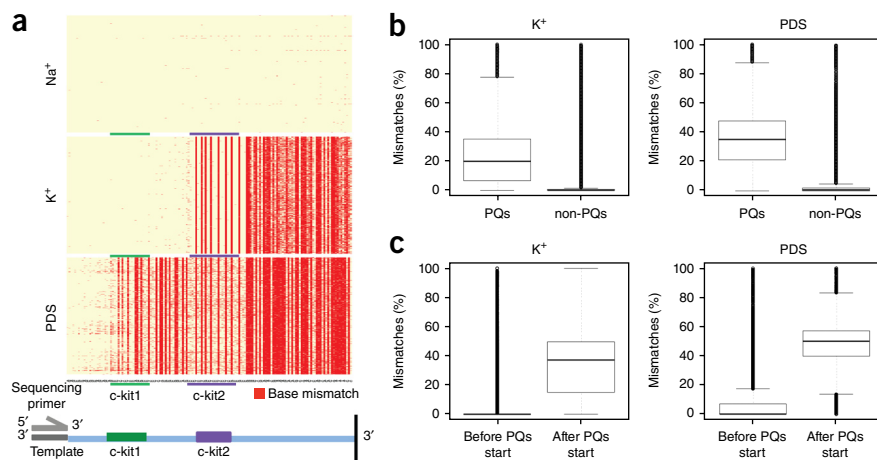 a
Na+
K+
PDS
Sequencing primer
c-kit1
c-kit2
Base mismatch
5′
3′
3′
Template
c-kit1
c-kit2
3′
b
K+
Mismatches (%)
100
80
60
40
20
0
PQs
non-PQs
PDS
Mismatches (%)
100
80
60
40
20
0
PQs
non-PQs
c
K+
Mismatches (%)
100
80
60
40
20
0
Before PQs start
After PQs start
PDS
Mismatches (%)
100
80
60
40
20
0
Before PQs start
After PQs start